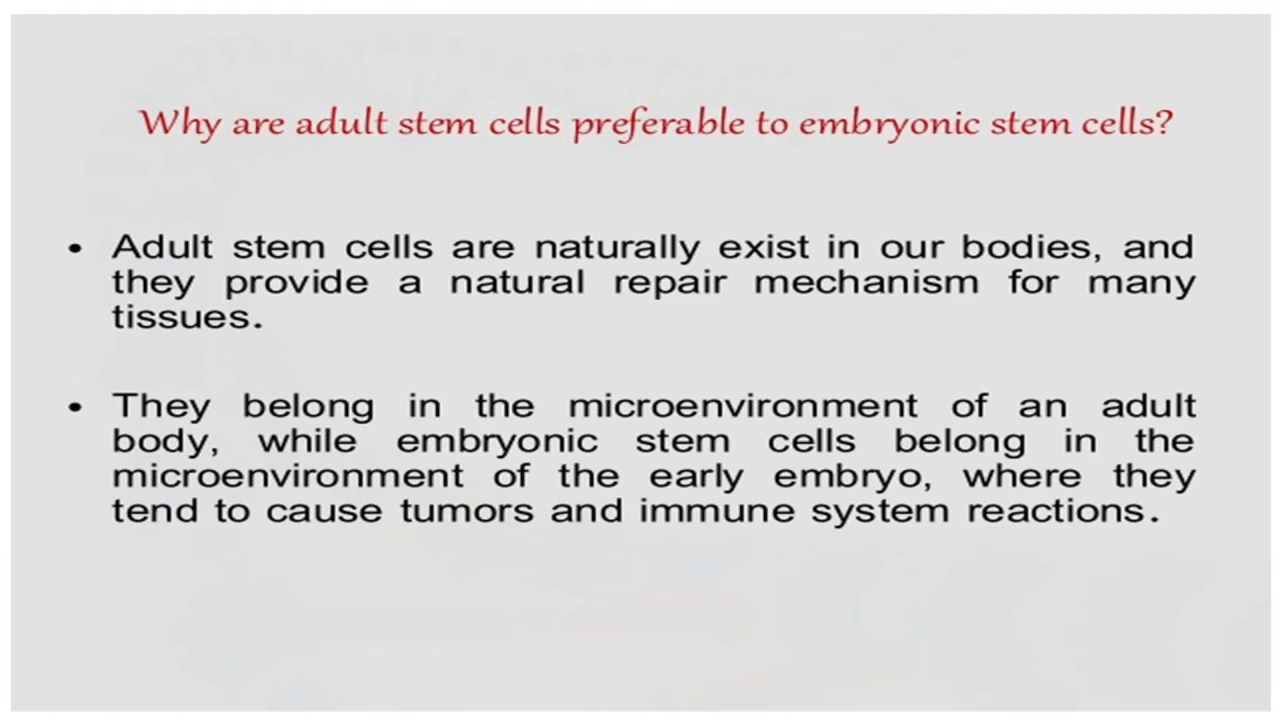 Why are adult stem cells preferable to embryonic stem cells?
• Adult stem cells are naturally exist in our bodies, and
they provide a natural repair mechanism for many
tissues.
• They belong in the microenvironment of an adult
body, while embryonic stem cells belong in the
microenvironment of the early embryo, where they
tend to cause tumors and immune system reactions.